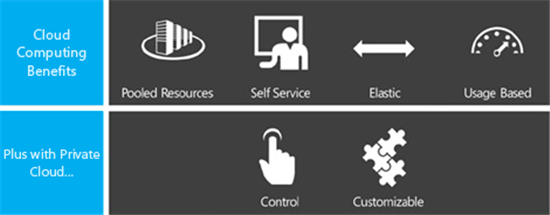 Cloud
Computing
Benefits
Pooled Resources
Self Service
Elastic
Usage Based
Plus with Private
Cloud...
Control
Customizable